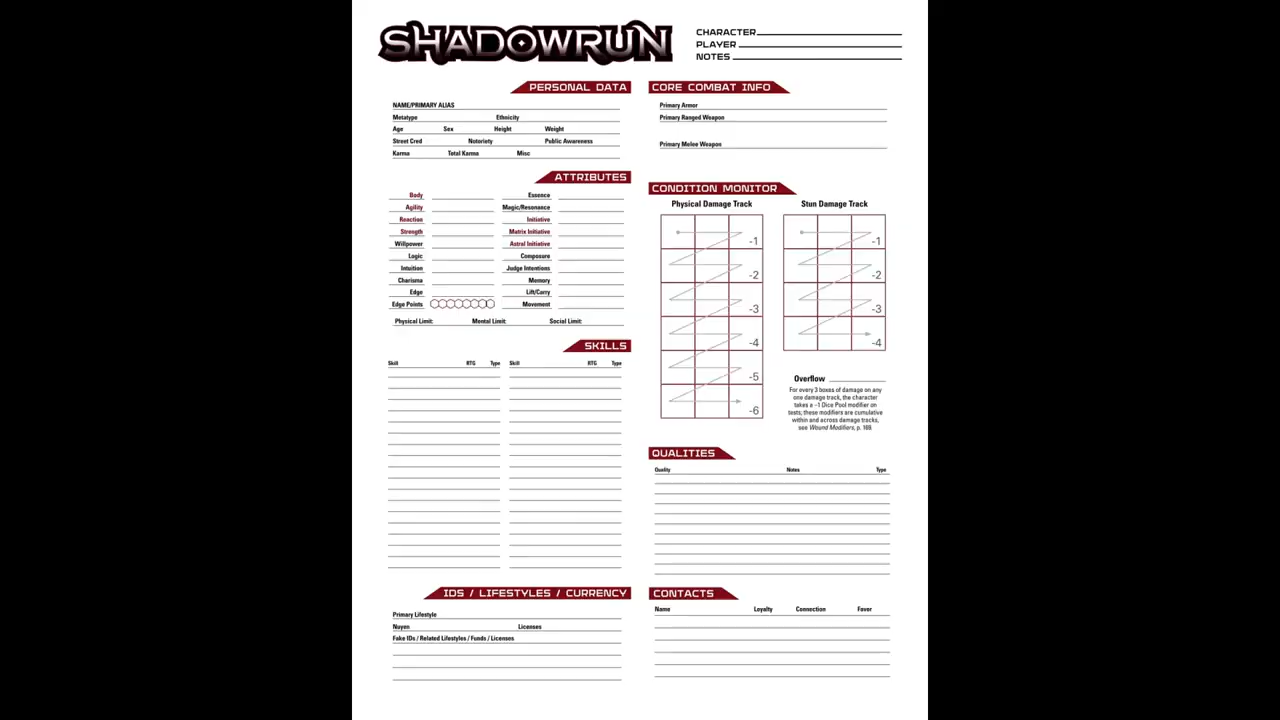 SHADOWRUN
CHARACTER
PLAYER
NOTES
PERSONAL DATA
NAME/PRIMARY ALIAS
Metatype Ethnicity
Age Sex Height Weight
Street Cred Notoriety Public Awareness
Karma Total Karma Misc
ATTRIBUTES
Body Essence
Agility Magic/Resonance
Reaction Initiative
Strength Matrix Initiative
Willpower Astral Initiative
Logic Composure
Intuition Judge Intentions
Charisma Memory
Edge Lift/Carry
Edge Points Movement
Physical Limit: Mental Limit: Social Limit:
SKILLS
Skill RTG Type Skill RTG Type
IDS / LIFESTYLES / CURRENCY
Primary Lifestyle
Nuyen Licenses
Fake IDs / Related Lifestyles / Funds / Licenses
CORE COMBAT INFO
Primary Armor
Primary Ranged Weapon
Primary Melee Weapon
CONDITION MONITOR
Physical Damage Track Stun Damage Track
-1 -1
-2 -2
-3 -3
-4 -4
-5
-6
Overflow
For every 3 boxes of damage on any
one damage track, the character
takes a –1 Dice Pool modifier on
tests; these modifiers are cumulative
within and across damage tracks,
see Wound Modifiers, p. 169.
QUALITIES
Quality Notes Type
CONTACTS
Name Loyalty Connection Favor